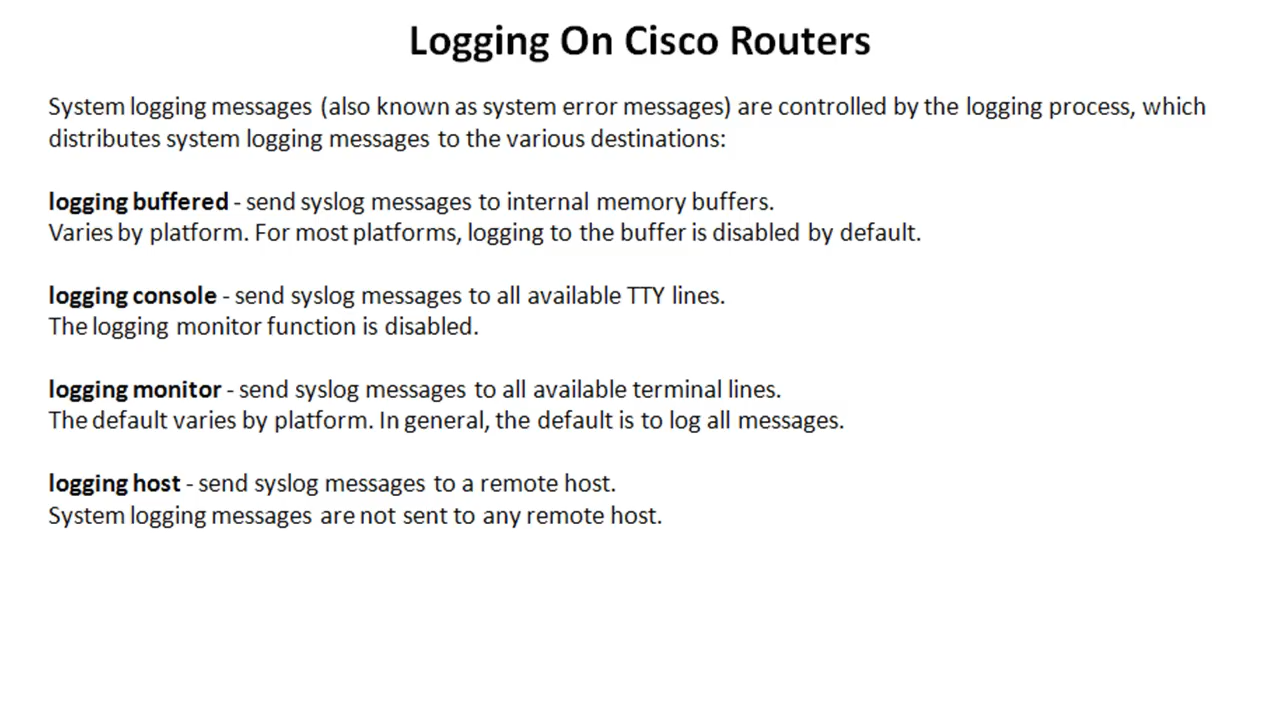 Logging On Cisco Routers
System logging messages (also known as system error messages) are controlled by the logging process, which
distributes system logging messages to the various destinations:
logging buffered - send syslog messages to internal memory buffers.
Varies by platform. For most platforms, logging to the buffer is disabled by default.
logging console - send syslog messages to all available TTY lines.
The logging monitor function is disabled.
logging monitor - send syslog messages to all available terminal lines.
The default varies by platform. In general, the default is to log all messages.
logging host - send syslog messages to a remote host.
System logging messages are not sent to any remote host.